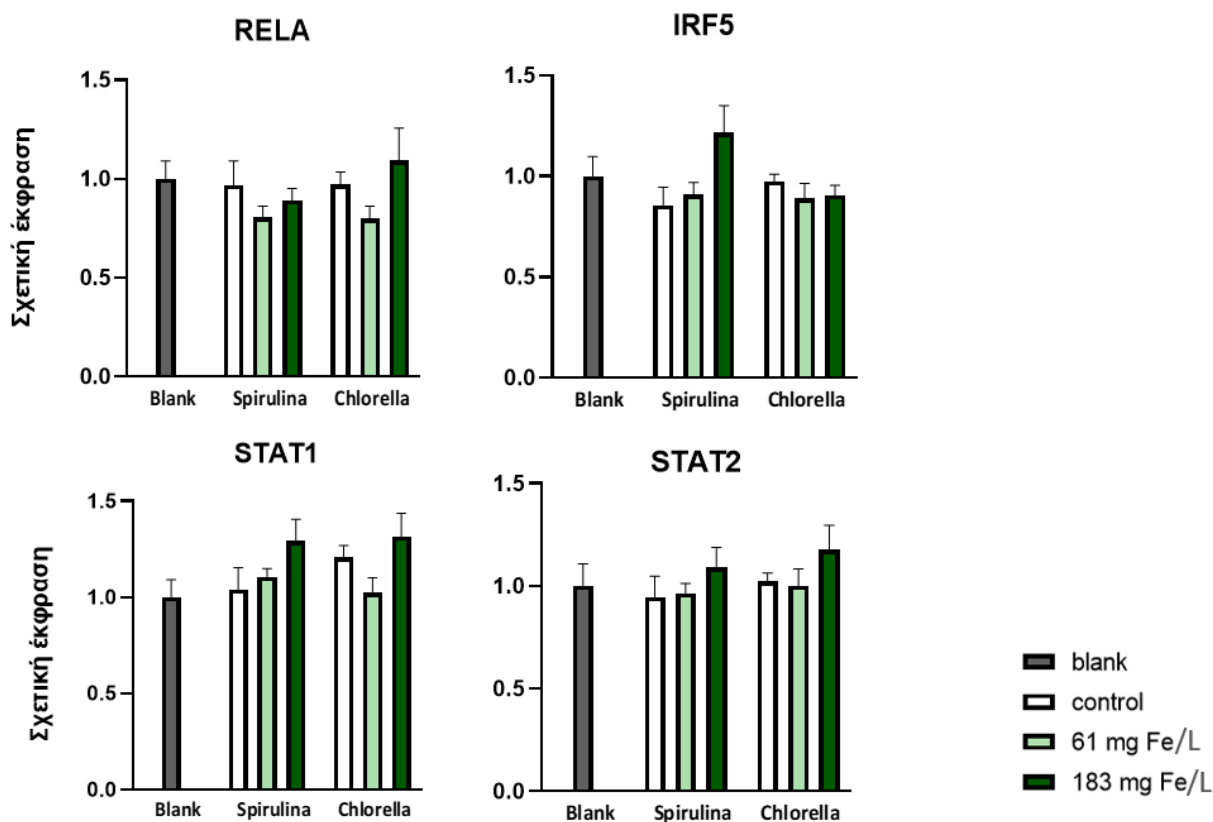 RELA
Σχετική έκφραση
1.5
1.0
0.5
0.0
Blank Spirulina Chlorella
IRF5
1.5
1.0
0.5
0.0
Blank Spirulina Chlorella
STAT1
Σχετική έκφραση
1.5
1.0
0.5
0.0
Blank Spirulina Chlorella
STAT2
1.5
1.0
0.5
0.0
Blank Spirulina Chlorella
blank
control
61 mg Fe/L
183 mg Fe/L